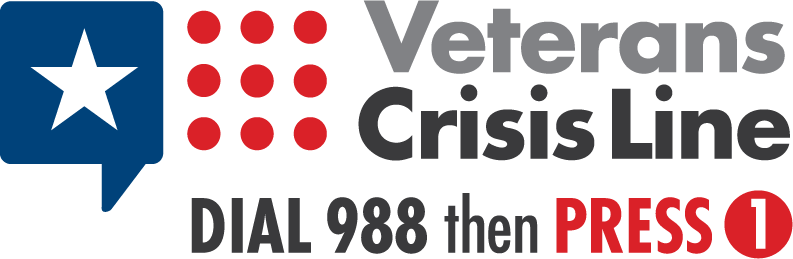 Veterans
Crisis Line
DIAL 988 then PRESS 1